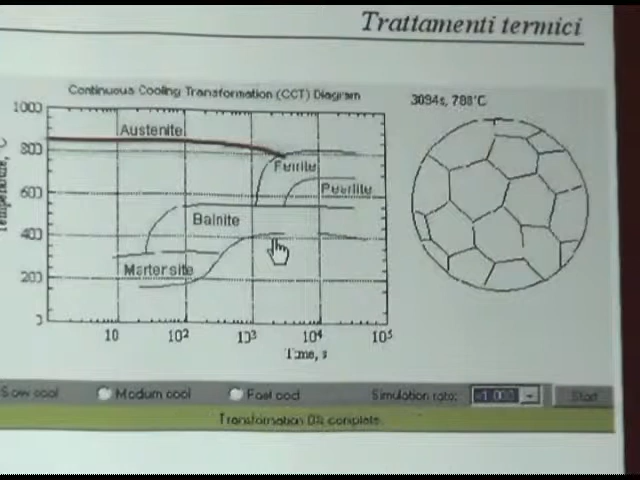 Trattamenti termici
Continuous Cooling Transformation (CCT) Diagram
3094s, 788°C
1000
800
600
400
200
0
Austenite
Ferrite
Pearlite
Bainite
Martensite
10 10² 10³ 10⁴ 10⁵
Time, s
Slow cool Medium cool Fast cool Simulation rate: Start
Transformation 0% complete